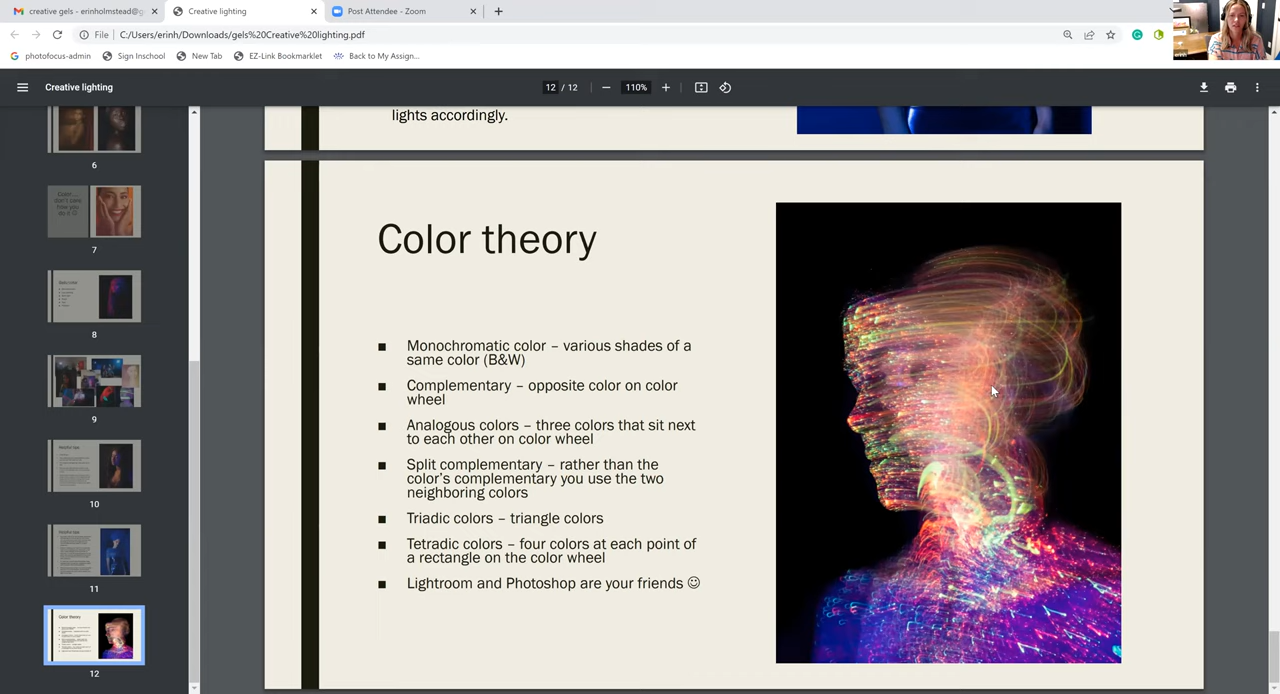 creative gels - erinholmstead@g
Creative lighting
Post Attendee - Zoom
File
C:/Users/erinh/Downloads/gels%20Creative%20lighting.pdf
photofocus-admin
Sign Inschool
New Tab
EZ-Link Bookmarklet
Back to My Assign...
Creative lighting
12 / 12
110%
6
7
8
9
10
11
12
lights accordingly.
Color theory
■ Monochromatic color – various shades of a
same color (B&W)
■ Complementary – opposite color on color
wheel
■ Analogous colors – three colors that sit next
to each other on color wheel
■ Split complementary – rather than the
color's complementary you use the two
neighboring colors
■ Triadic colors – triangle colors
■ Tetradic colors – four colors at each point of
a rectangle on the color wheel
■ Lightroom and Photoshop are your friends ☺